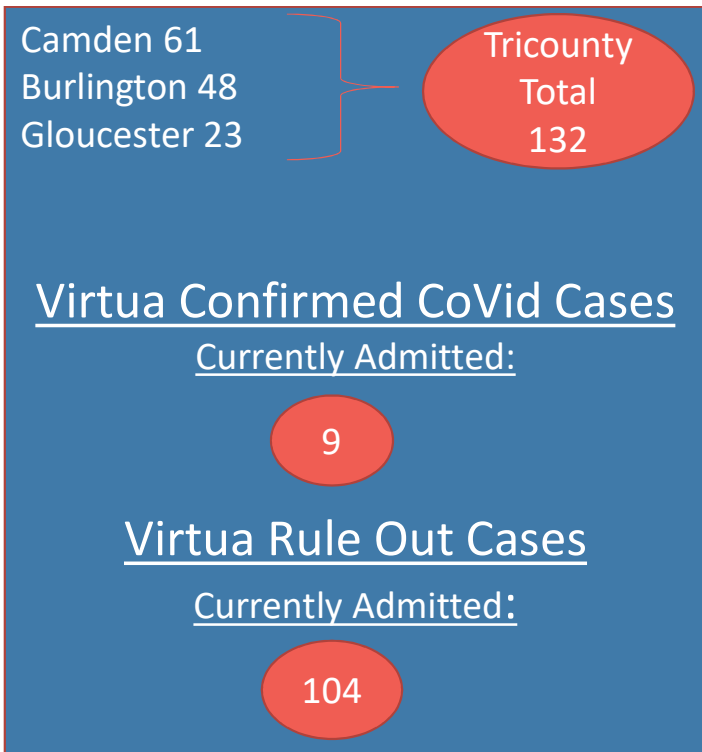 Camden 61
Burlington 48
Gloucester 23
Tricounty
Total
132
Virtua Confirmed CoVid Cases
Currently Admitted:
9
Virtua Rule Out Cases
Currently Admitted:
104